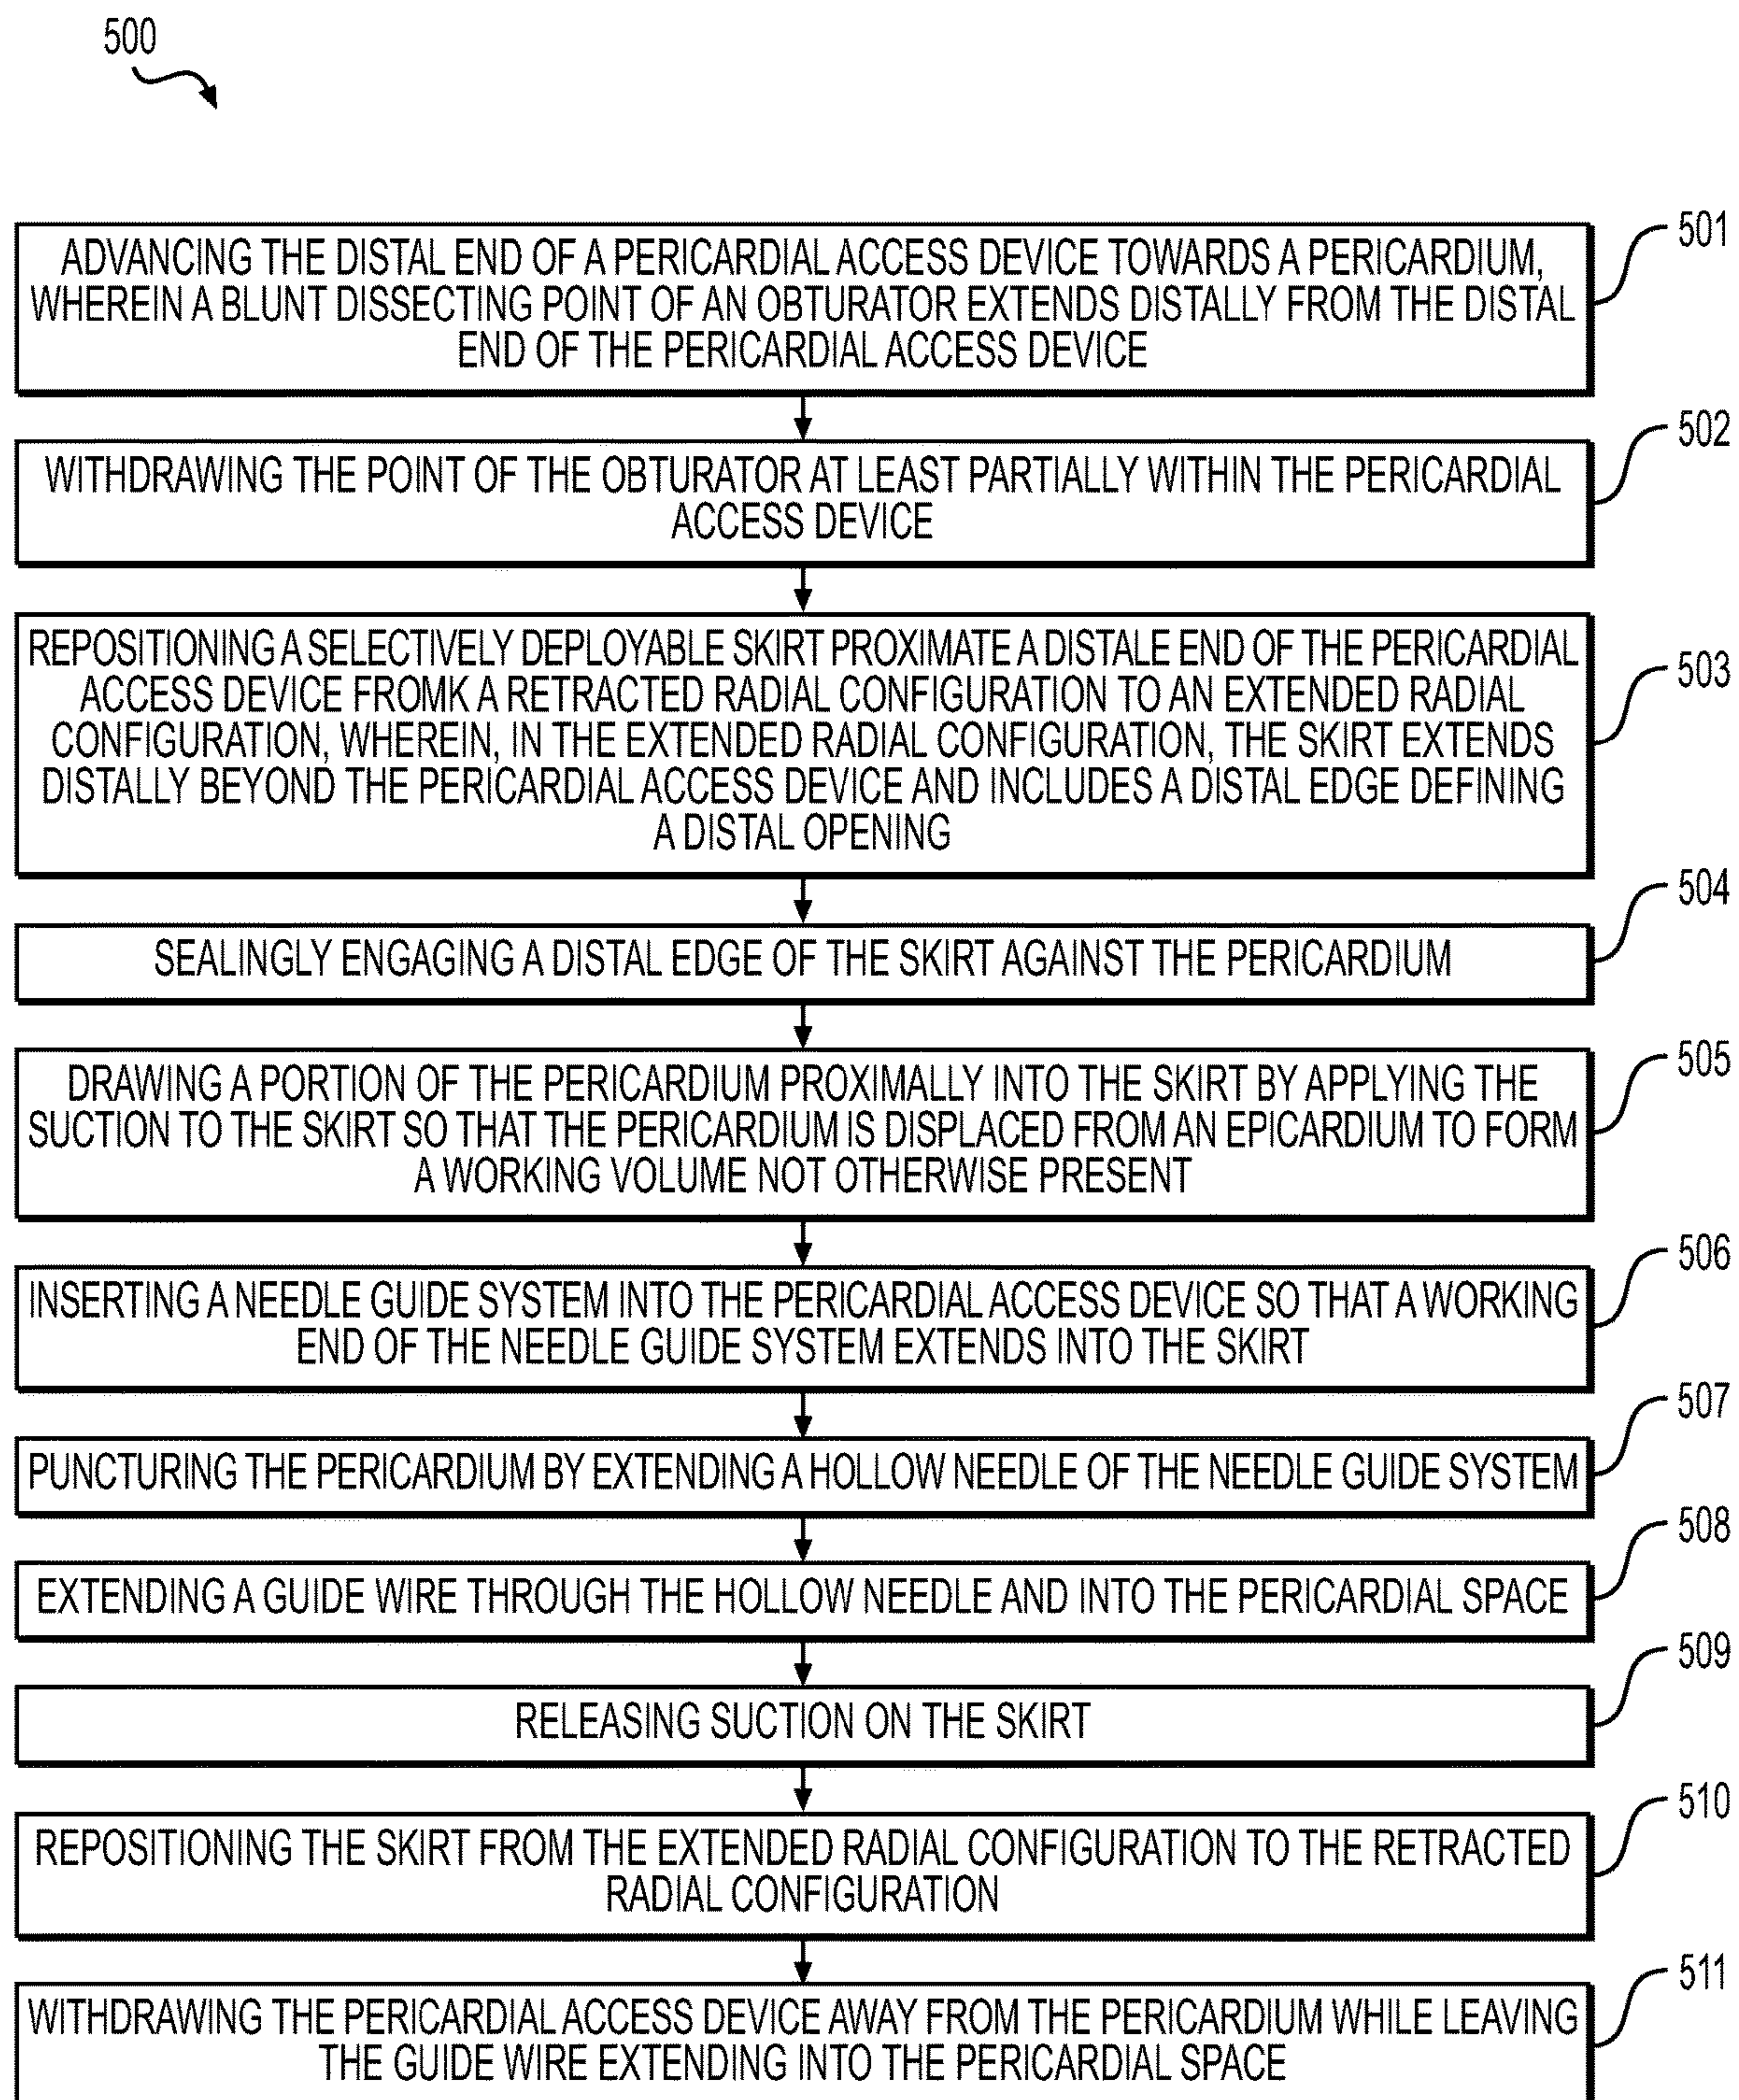 500
ADVANCING THE DISTAL END OF A PERICARDIAL ACCESS DEVICE TOWARDS A PERICARDIUM,
WHEREIN A BLUNT DISSECTING POINT OF AN OBTURATOR EXTENDS DISTALLY FROM THE DISTAL
END OF THE PERICARDIAL ACCESS DEVICE
501
WITHDRAWING THE POINT OF THE OBTURATOR AT LEAST PARTIALLY WITHIN THE PERICARDIAL
ACCESS DEVICE
502
REPOSITIONING A SELECTIVELY DEPLOYABLE SKIRT PROXIMATE A DISTALE END OF THE PERICARDIAL
ACCESS DEVICE FROMK A RETRACTED RADIAL CONFIGURATION TO AN EXTENDED RADIAL
CONFIGURATION, WHEREIN, IN THE EXTENDED RADIAL CONFIGURATION, THE SKIRT EXTENDS
DISTALLY BEYOND THE PERICARDIAL ACCESS DEVICE AND INCLUDES A DISTAL EDGE DEFINING
A DISTAL OPENING
503
SEALINGLY ENGAGING A DISTAL EDGE OF THE SKIRT AGAINST THE PERICARDIUM
504
DRAWING A PORTION OF THE PERICARDIUM PROXIMALLY INTO THE SKIRT BY APPLYING THE
SUCTION TO THE SKIRT SO THAT THE PERICARDIUM IS DISPLACED FROM AN EPICARDIUM TO FORM
A WORKING VOLUME NOT OTHERWISE PRESENT
505
INSERTING A NEEDLE GUIDE SYSTEM INTO THE PERICARDIAL ACCESS DEVICE SO THAT A WORKING
END OF THE NEEDLE GUIDE SYSTEM EXTENDS INTO THE SKIRT
506
PUNCTURING THE PERICARDIUM BY EXTENDING A HOLLOW NEEDLE OF THE NEEDLE GUIDE SYSTEM
507
EXTENDING A GUIDE WIRE THROUGH THE HOLLOW NEEDLE AND INTO THE PERICARDIAL SPACE
508
RELEASING SUCTION ON THE SKIRT
509
REPOSITIONING THE SKIRT FROM THE EXTENDED RADIAL CONFIGURATION TO THE RETRACTED
RADIAL CONFIGURATION
510
WITHDRAWING THE PERICARDIAL ACCESS DEVICE AWAY FROM THE PERICARDIUM WHILE LEAVING
THE GUIDE WIRE EXTENDING INTO THE PERICARDIAL SPACE
511